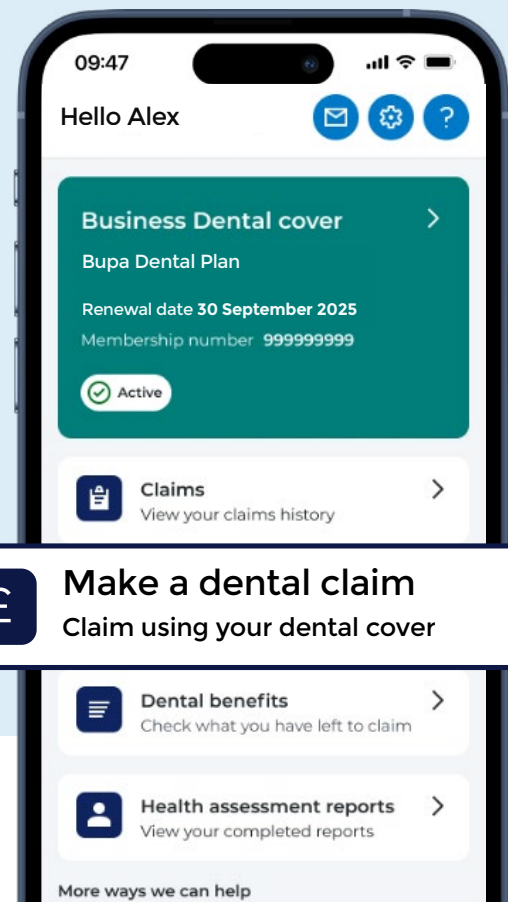 09:47
Hello Alex
?
Business Dental cover
Bupa Dental Plan
Renewal date 30 September 2025
Membership number 999999999
Active
Claims
View your claims history
£
Make a dental claim
Claim using your dental cover
Dental benefits
Check what you have left to claim
Health assessment reports
View your completed reports
More ways we can help